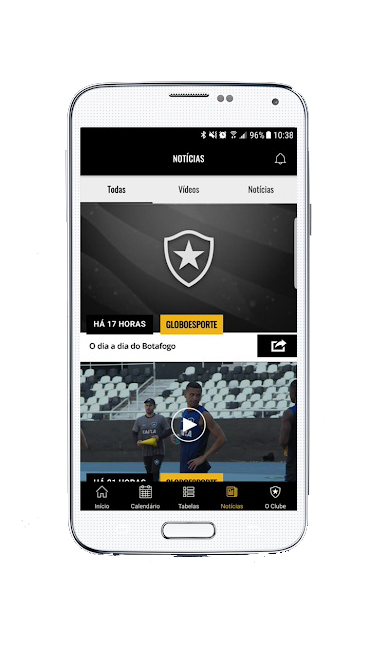 96% 10:38
NOTÍCIAS
Todas Vídeos Notícias
HÁ 17 HORAS GLOBOESPORTE
O dia a dia do Botafogo
CAIXA
HÁ 21 HORAS GLOBOESPORTE
Início Calendário Tabelas Notícias O Clube